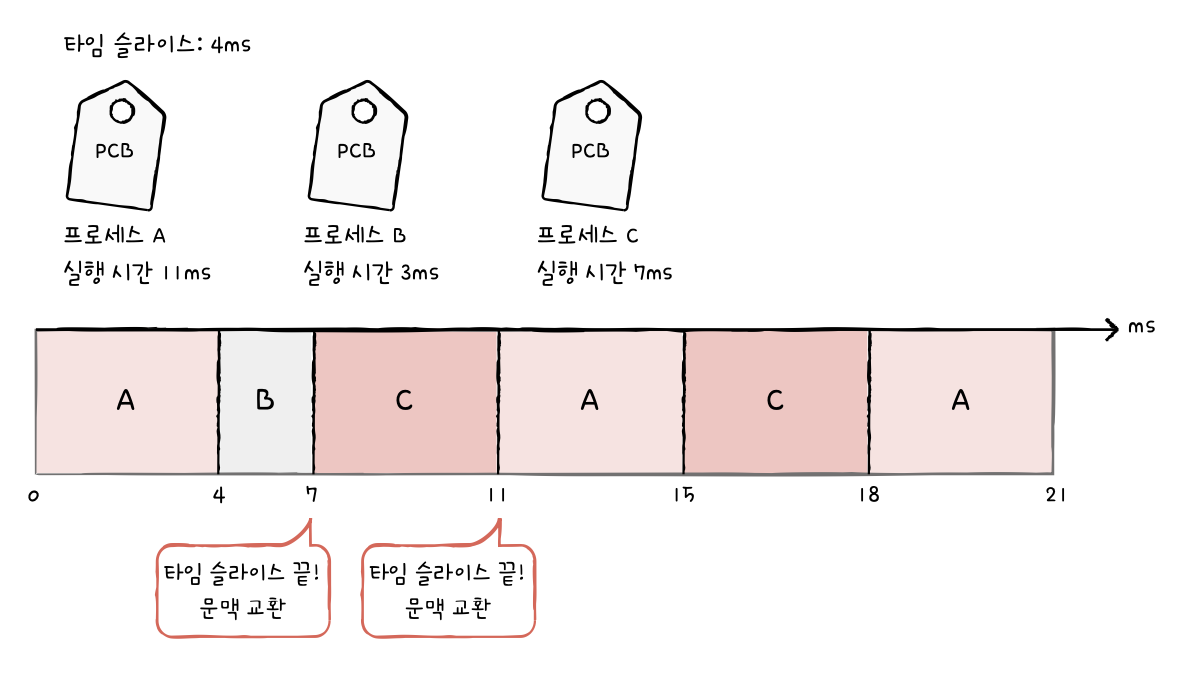 타임 슬라이스: 4ms
PCB
PCB
PCB
프로세스 A
실행 시간 11ms
프로세스 B
실행 시간 3ms
프로세스 C
실행 시간 7ms
ms
A
B
C
A
C
A
0
4
7
11
15
18
21
타임 슬라이스 끝!
문맥 교환
타임 슬라이스 끝!
문맥 교환